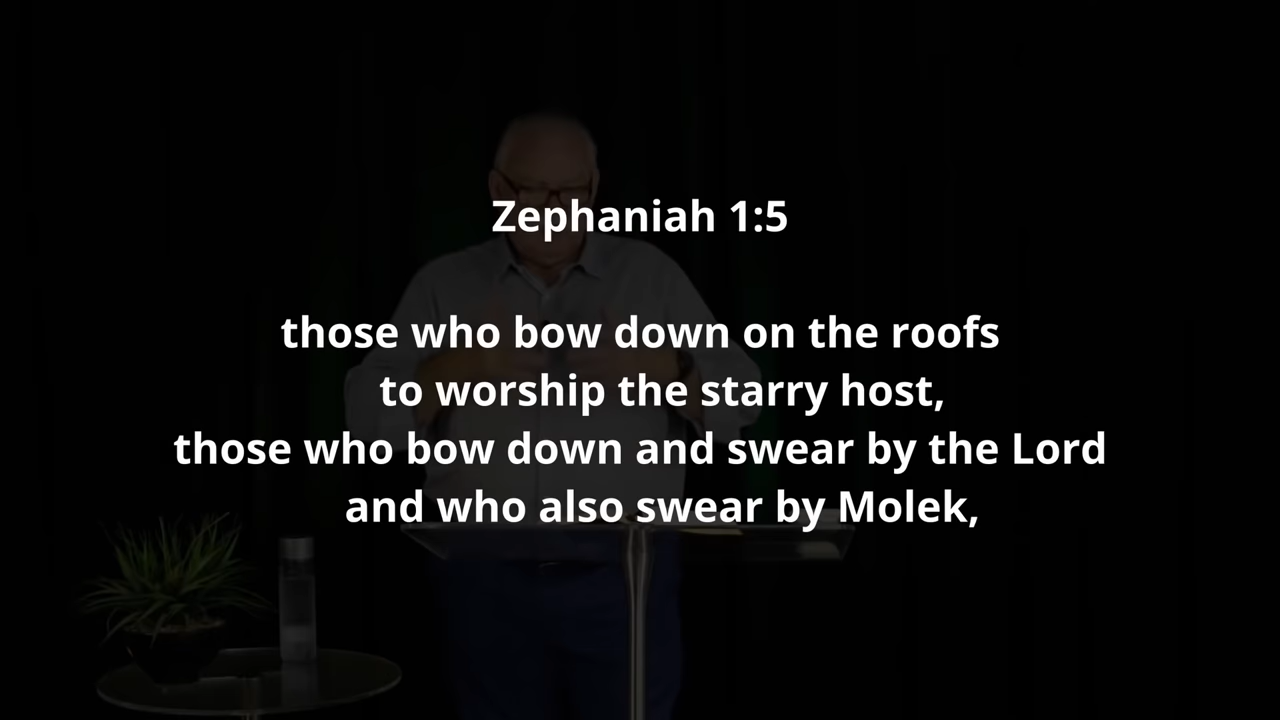 Zephaniah 1:5
those who bow down on the roofs
to worship the starry host,
those who bow down and swear by the Lord
and who also swear by Molek,